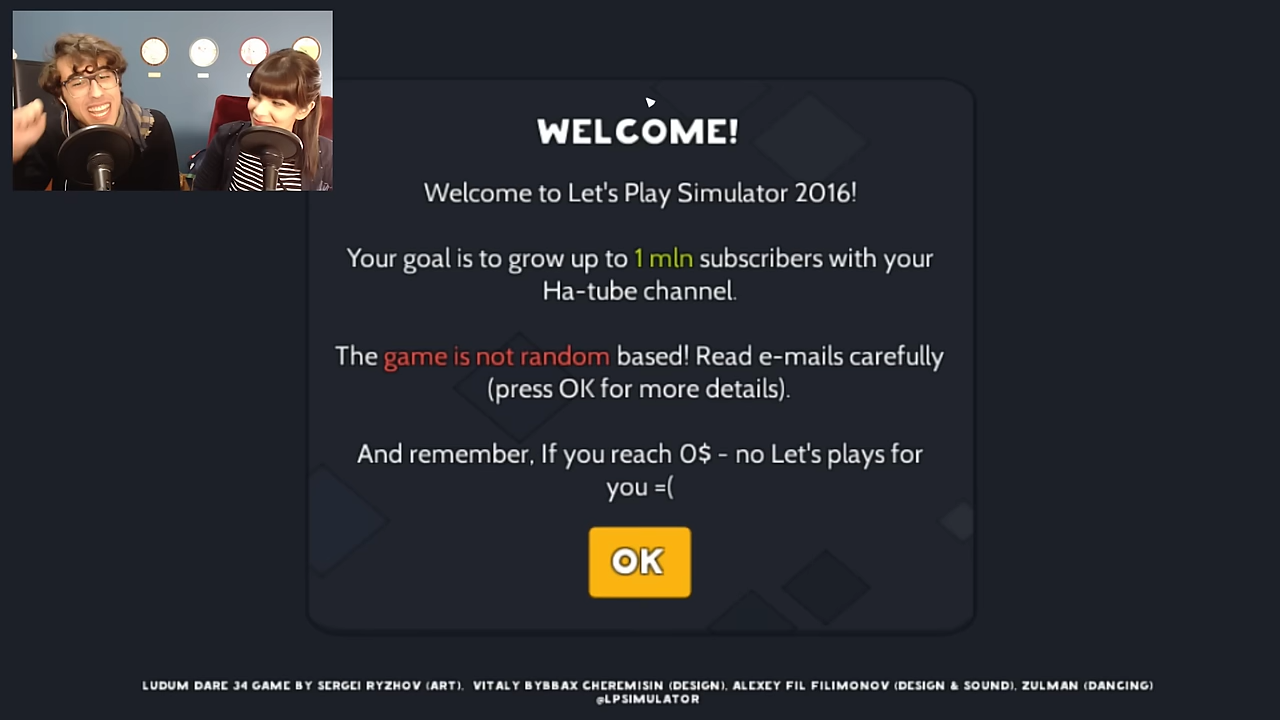 WELCOME!
Welcome to Let's Play Simulator 2016!
Your goal is to grow up to 1 mln subscribers with your
Ha-tube channel.
The game is not random based! Read e-mails carefully
(press OK for more details).
And remember, If you reach 0$ - no Let's plays for
you =(
OK
LUDUM DARE 34 GAME BY SERGEI RYZHOV (ART), VITALY BYBBAX CHEREMISIN (DESIGN), ALEXEY FIL FILIMONOV (DESIGN & SOUND), ZULMAN (DANCING)
@LPSIMULATOR